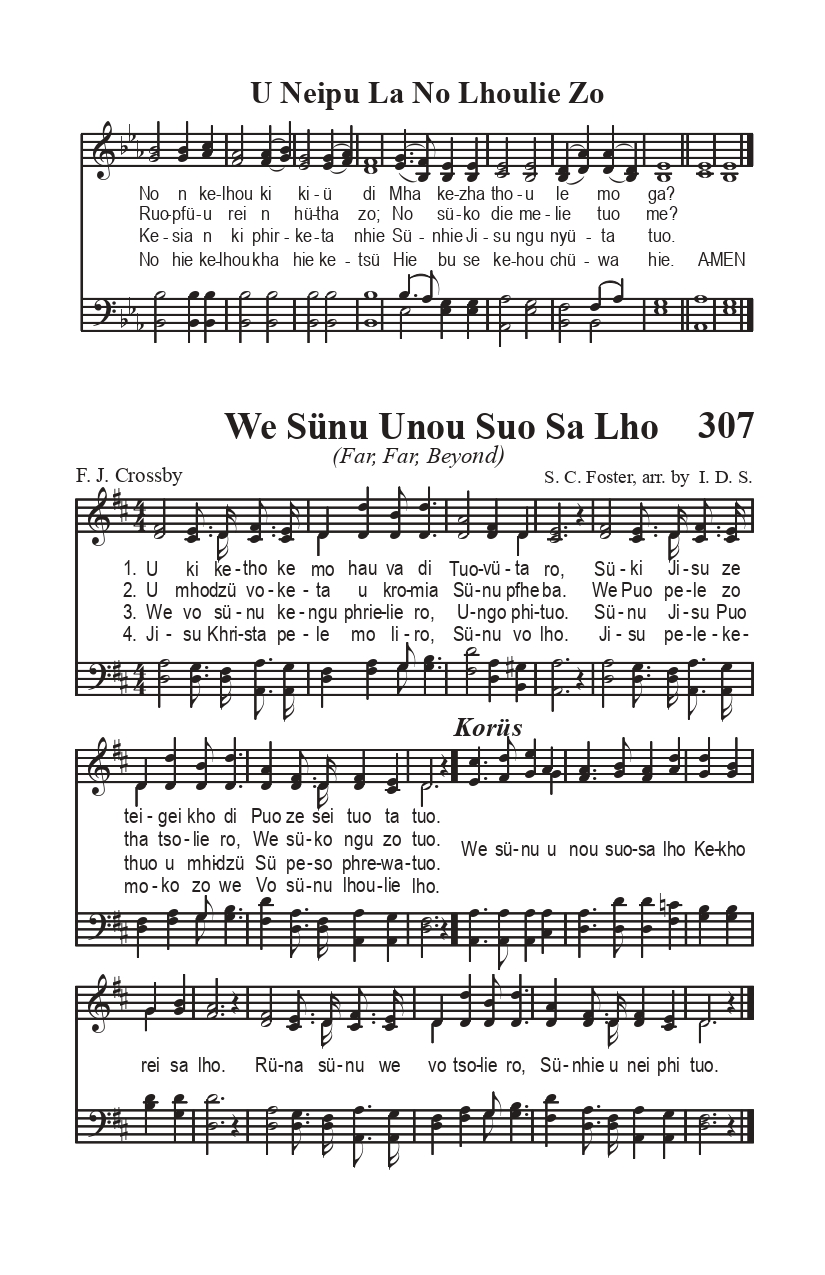 U Neipu La No Lhoulie Zo
No n ke-lhou ki ki-ü di Mha ke-zha tho-u le mo ga?
Ruo-pfü-u rei n hü-tha zo; No sü-ko die me-lie tuo me?
Ke-sia n ki phir-ke-ta nhie Sü-nhie Ji-su ngu nyü-ta tuo.
No hie ke-lhou kha hie ke-tsü Hie bu se ke-hou chü-wa hie. A-MEN
We Sünu Unou Suo Sa Lho 307
(Far, Far, Beyond)
F. J. Crossby S. C. Foster, arr. by I. D. S.
1. U ki ke-tho ke mo hau va di Tuo-vü-ta ro, Sü-ki Ji-su ze
2. U mhodzü vo-ke-ta u kro-mia Sü-nu pfhe ba. We Puo pe-le zo
3. We vo sü-nu ke-ngu phrie-lie ro, U-ngo phi-tuo. Sü-nu Ji-su Puo
4. Ji-su Khri-sta pe-le mo li-ro, Sü-nu vo lho. Ji-su pe-le-ke-
Korüs
tei-gei kho di Puo ze sei tuo ta tuo.
tha tso-lie ro, We sü-ko ngu zo tuo.
We sü-nu u nou suo-sa lho Ke-kho
thuo u mhi-dzü Sü pe-so phre-wa-tuo.
mo-ko zo we Vo sü-nu lhou-lie lho.
rei sa lho. Rü-na sü-nu we vo tso-lie ro, Sü-nhie u nei phi tuo.